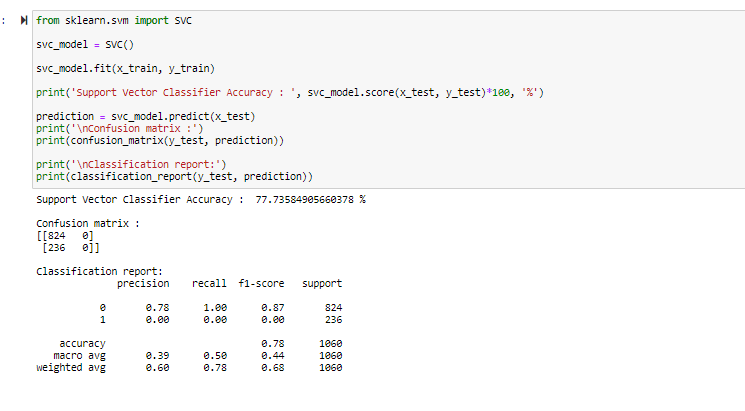 :
from sklearn.svm import SVC
svc_model = SVC()
svc_model.fit(x_train, y_train)
print('Support Vector Classifier Accuracy : ', svc_model.score(x_test, y_test)*100, '%')
prediction = svc_model.predict(x_test)
print('\nConfusion matrix :')
print(confusion_matrix(y_test, prediction))
print('\nClassification report:')
print(classification_report(y_test, prediction))
Support Vector Classifier Accuracy :  77.73584905660378 %
Confusion matrix :
[[824   0]
 [236   0]]
Classification report:
              precision    recall  f1-score   support
           0       0.78      1.00      0.87       824
           1       0.00      0.00      0.00       236
    accuracy                           0.78      1060
   macro avg       0.39      0.50      0.44      1060
weighted avg       0.60      0.78      0.68      1060